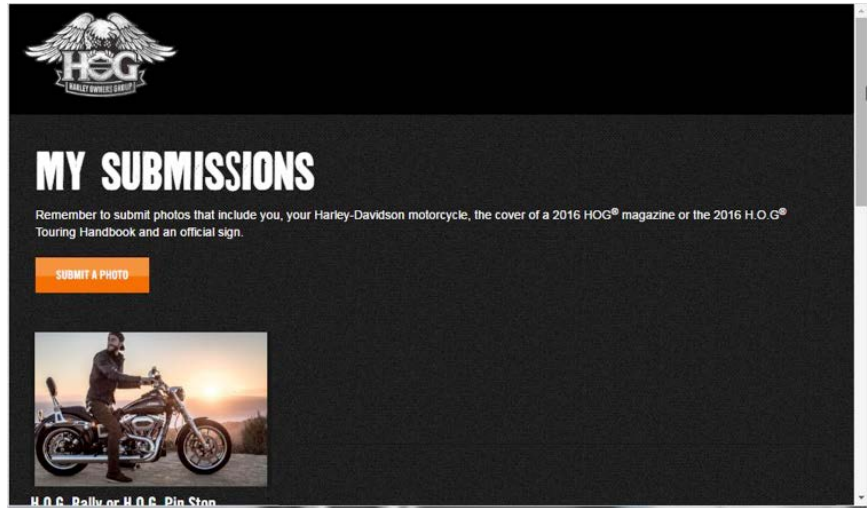 HOG
HARLEY OWNERS GROUP
MY SUBMISSIONS
Remember to submit photos that include you, your Harley-Davidson motorcycle, the cover of a 2016 HOG® magazine or the 2016 H.O.G®
Touring Handbook and an official sign.
SUBMIT A PHOTO
H.O.G. Rally or H.O.G. Pin Stop